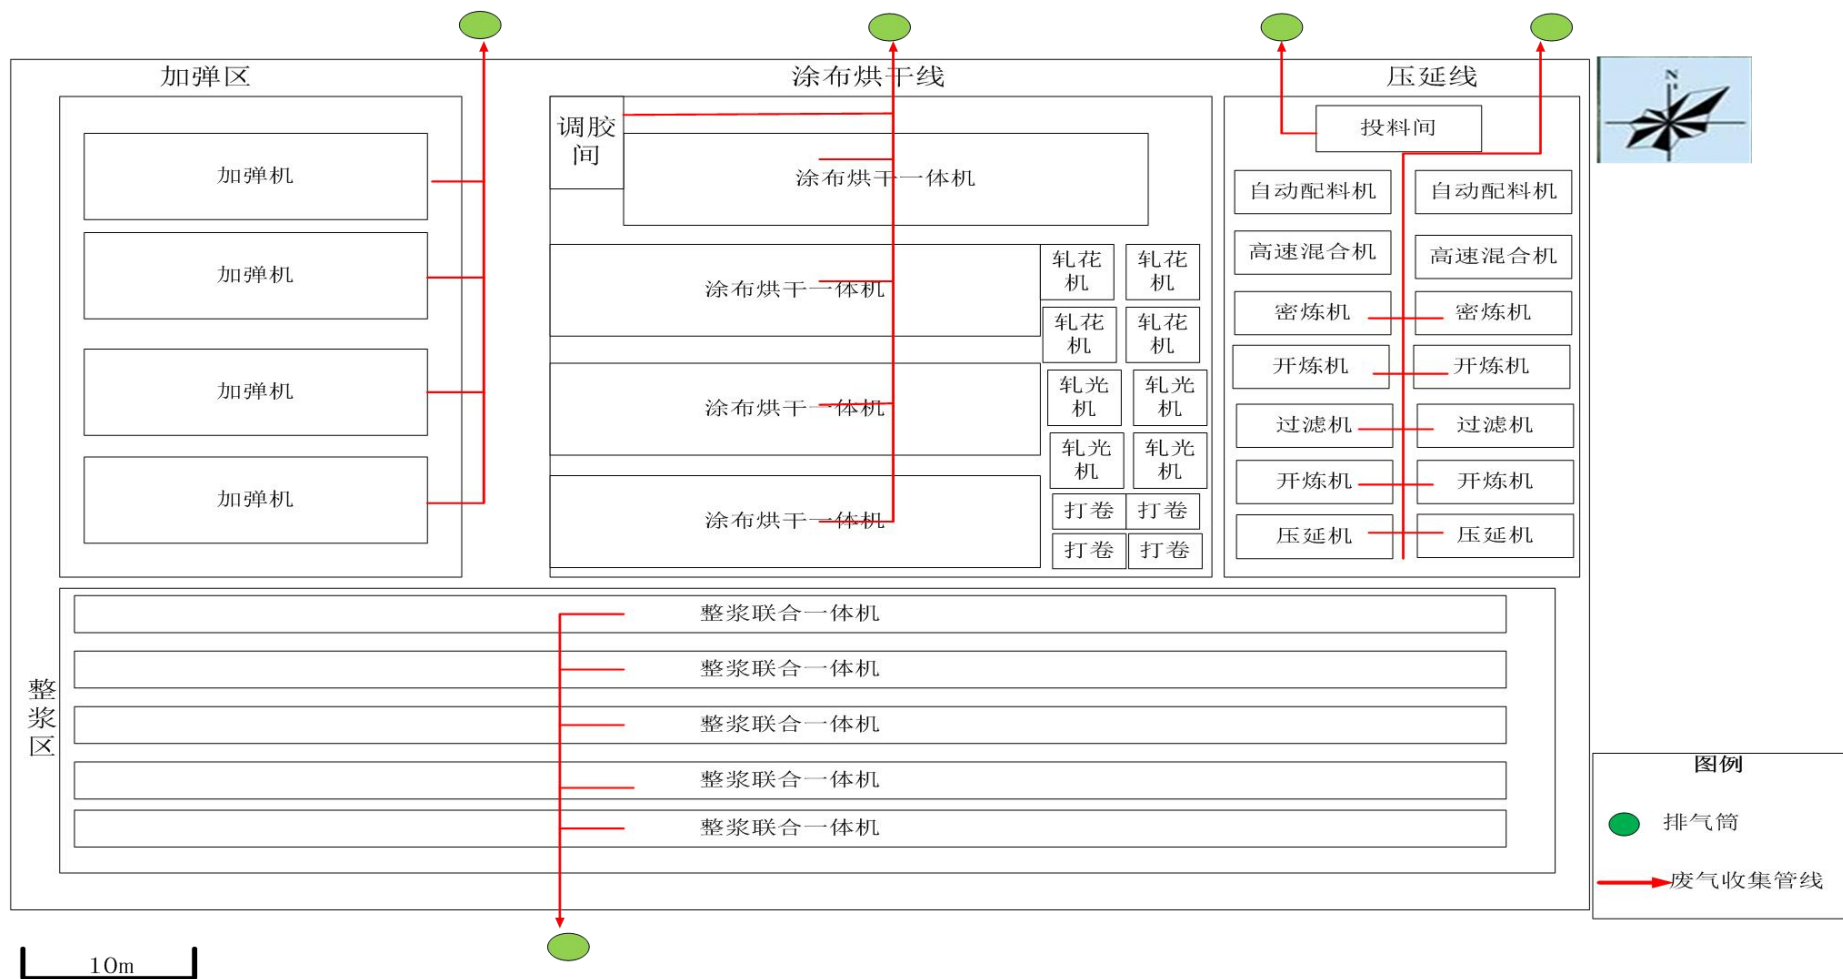 加弹区
涂布烘干线
压延线
N
加弹机
加弹机
加弹机
加弹机
调胶
间
涂布烘干一体机
涂布烘干一体机
涂布烘干一体机
涂布烘干一体机
轧花
机
轧花
机
轧花
机
轧花
机
轧光
机
轧光
机
轧光
机
轧光
机
打卷
打卷
打卷
打卷
投料间
自动配料机
自动配料机
高速混合机
高速混合机
密炼机
密炼机
开炼机
开炼机
过滤机
过滤机
开炼机
开炼机
压延机
压延机
整
浆
区
整浆联合一体机
整浆联合一体机
整浆联合一体机
整浆联合一体机
整浆联合一体机
图例
排气筒
废气收集管线
10m